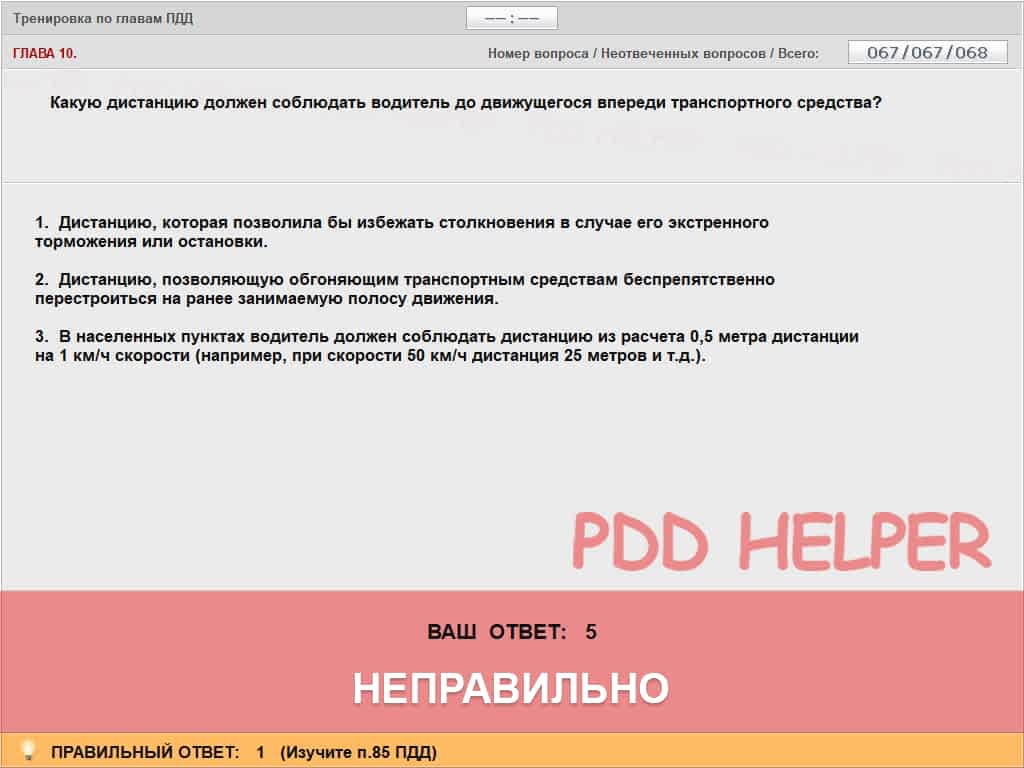 Тренировка по главам ПДД
—— : ——
ГЛАВА 10.
Номер вопроса / Неотвеченных вопросов / Всего:
067/067/068
Какую дистанцию должен соблюдать водитель до движущегося впереди транспортного средства?
1. Дистанцию, которая позволила бы избежать столкновения в случае его экстренного
торможения или остановки.
2. Дистанцию, позволяющую обгоняющим транспортным средствам беспрепятственно
перестроиться на ранее занимаемую полосу движения.
3. В населенных пунктах водитель должен соблюдать дистанцию из расчета 0,5 метра дистанции
на 1 км/ч скорости (например, при скорости 50 км/ч дистанция 25 метров и т.д.).
PDD HELPER
ВАШ ОТВЕТ: 5
НЕПРАВИЛЬНО
ПРАВИЛЬНЫЙ ОТВЕТ: 1 (Изучите п.85 ПДД)